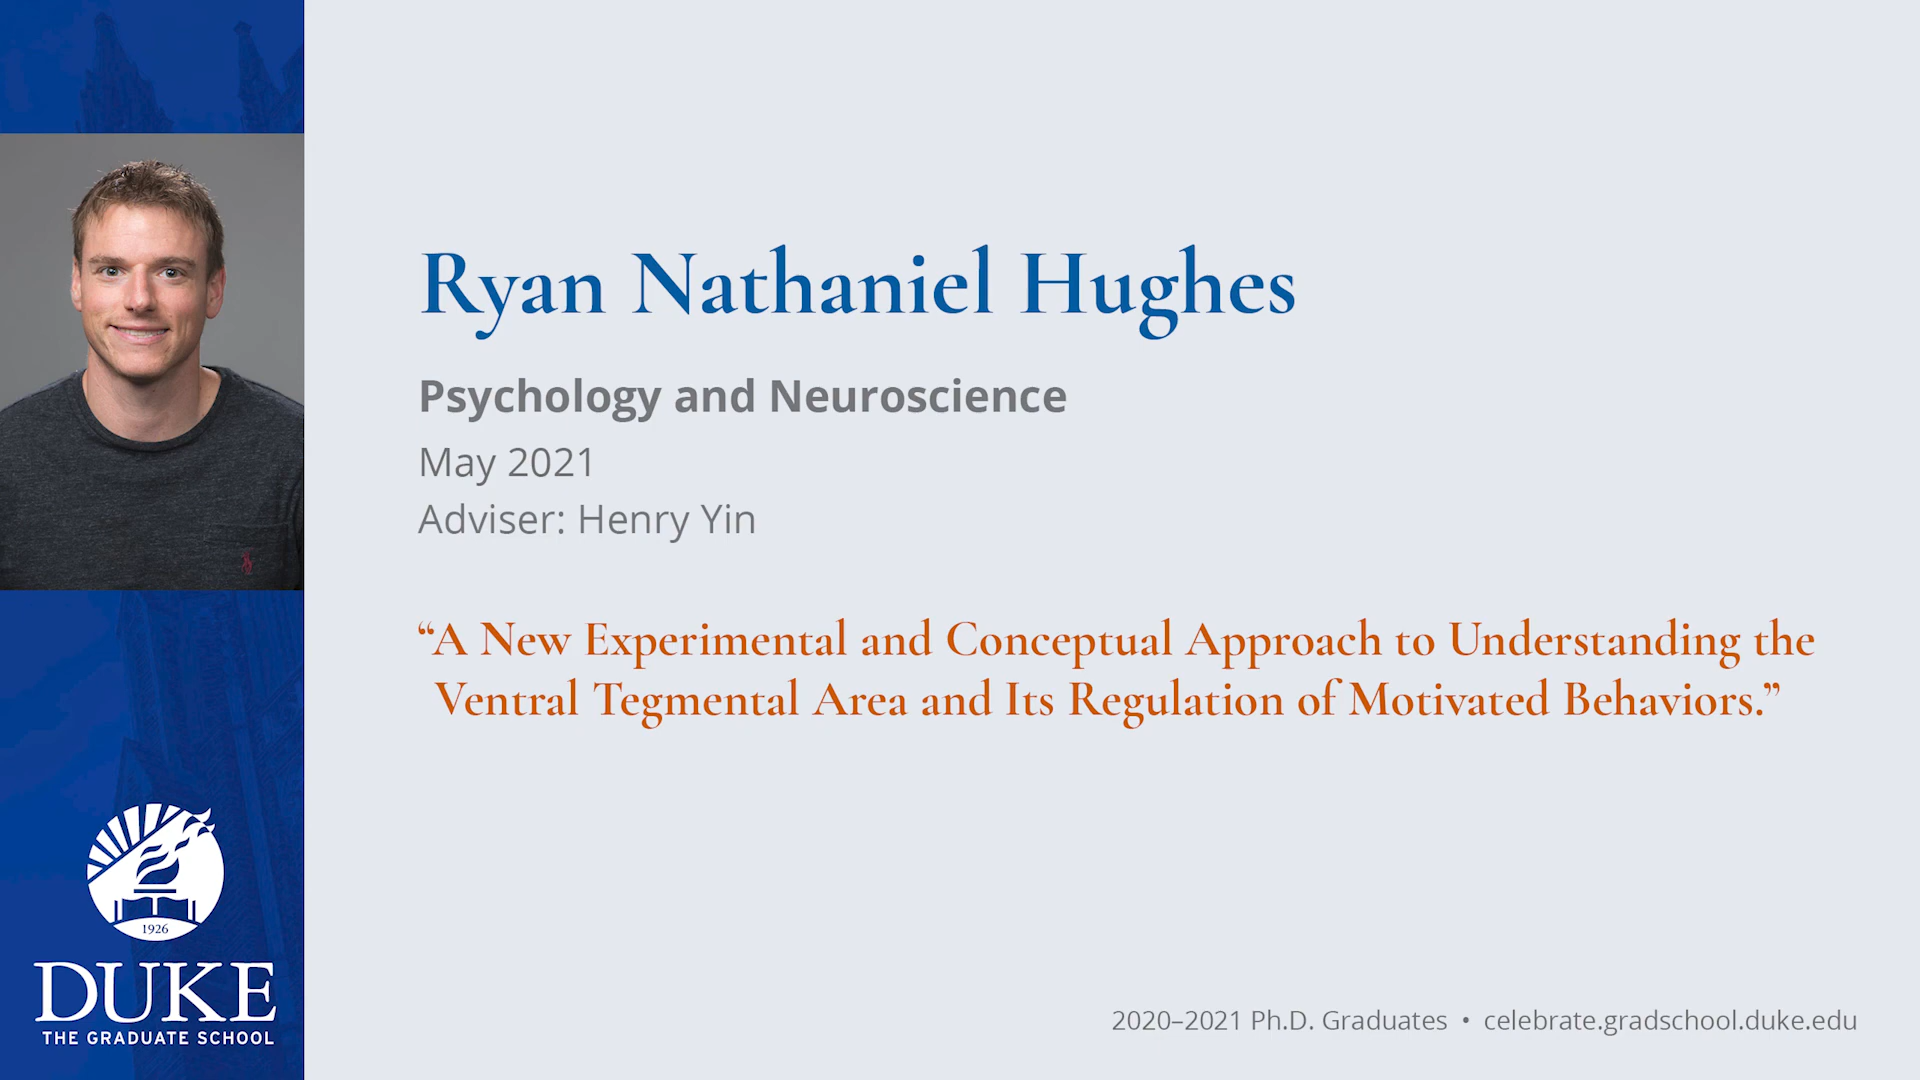 Ryan Nathaniel Hughes
Psychology and Neuroscience
May 2021
Adviser: Henry Yin
“A New Experimental and Conceptual Approach to Understanding the
Ventral Tegmental Area and Its Regulation of Motivated Behaviors.”
1926
DUKE
THE GRADUATE SCHOOL
2020–2021 Ph.D. Graduates • celebrate.gradschool.duke.edu